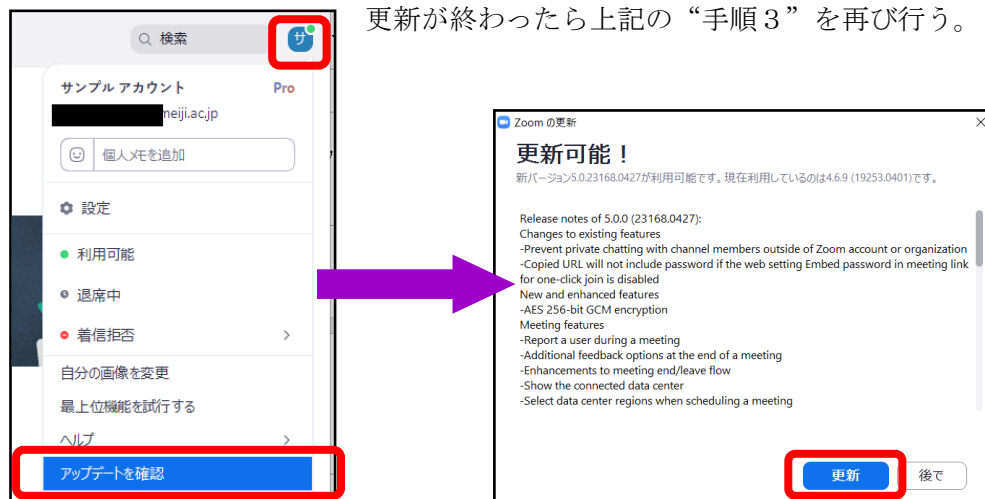 更新が終わったら上記の“手順３”を再び行う。
検索
サ
サンプル アカウント Pro
meiji.ac.jp
個人メモを追加
設定
利用可能
退席中
着信拒否
自分の画像を変更
最上位機能を試行する
ヘルプ
アップデートを確認
Zoom の更新
更新可能！
新バージョン5.0.23168.0427が利用可能です。現在利用しているのは4.6.9 (19253.0401)です。
Release notes of 5.0.0 (23168.0427):
Changes to existing features
-Prevent private chatting with channel members outside of Zoom account or organization
-Copied URL will not include password if the web setting Embed password in meeting link
for one-click join is disabled
New and enhanced features
-AES 256-bit GCM encryption
Meeting features
-Report a user during a meeting
-Additional feedback options at the end of a meeting
-Enhancements to meeting end/leave flow
-Show the connected data center
-Select data center regions when scheduling a meeting
更新
後で